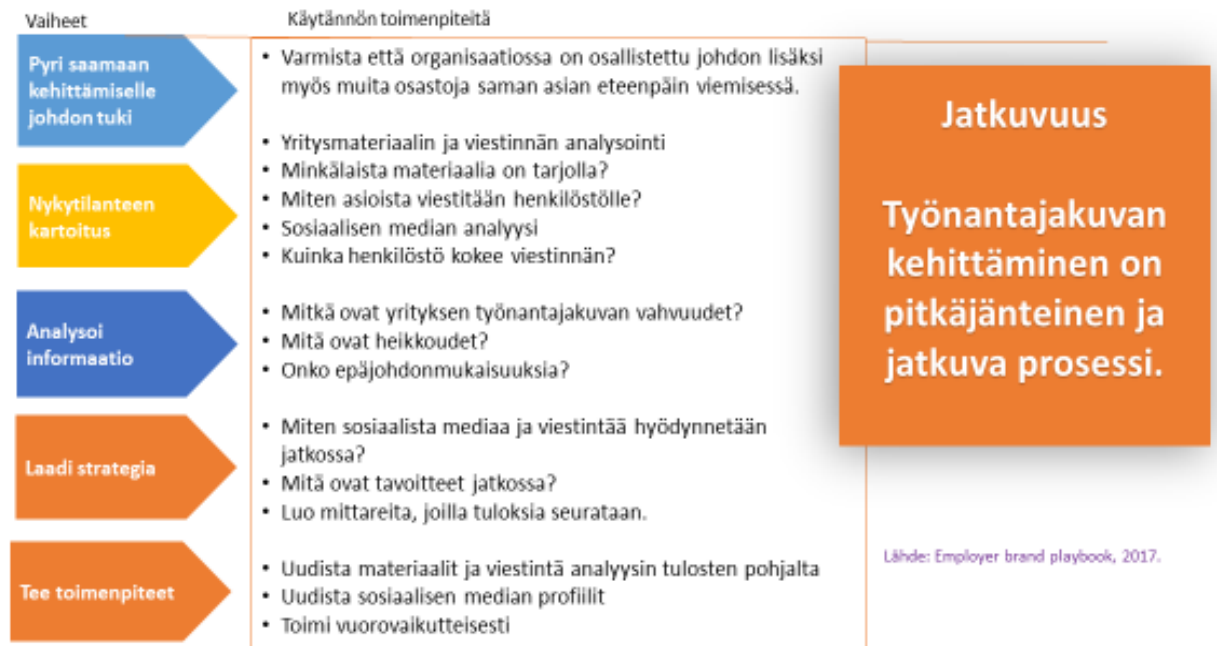 Vaiheet
Käytännön toimenpiteitä
Pyri saamaan
kehittämiselle
johdon tuki
• Varmista että organisaatiossa on osallistettu johdon lisäksi
myös muita osastoja saman asian eteenpäin viemisessä.
Nykytilanteen
kartoitus
• Yritysmateriaalin ja viestinnän analysointi
• Minkälaista materiaalia on tarjolla?
• Miten asioista viestitään henkilöstölle?
• Sosiaalisen median analyysi
• Kuinka henkilöstö kokee viestinnän?
Analysoi
informaatio
• Mitkä ovat yrityksen työnantajakuvan vahvuudet?
• Mitä ovat heikkoudet?
• Onko epäjohdonmukaisuuksia?
Laadi strategia
• Miten sosiaalista mediaa ja viestintää hyödynnetään
jatkossa?
• Mitä ovat tavoitteet jatkossa?
• Luo mittareita, joilla tuloksia seurataan.
Tee toimenpiteet
• Uudista materiaalit ja viestintä analyysin tulosten pohjalta
• Uudista sosiaalisen median profiilit
• Toimi vuorovaikutteisesti
Jatkuvuus
Työnantajakuvan
kehittäminen on
pitkäjänteinen ja
jatkuva prosessi.
Lähde: Employer brand playbook, 2017.